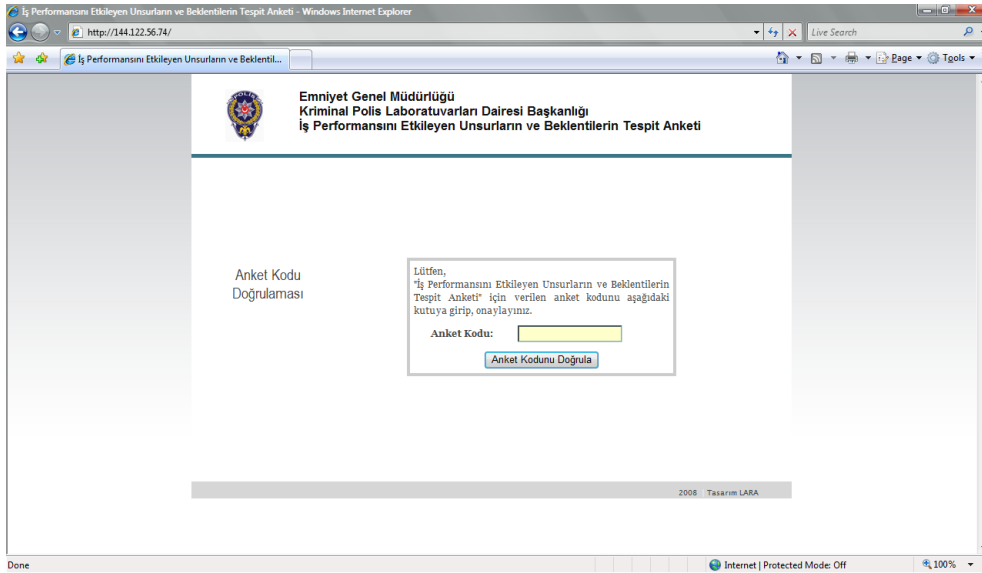 İş Performansını Etkileyen Unsurların ve Beklentilerin Tespit Anketi - Windows Internet Explorer
http://144.122.56.74/
Live Search
İş Performansını Etkileyen Unsurların ve Beklentil...
Page
Tools
POLİS
Emniyet Genel Müdürlüğü
Kriminal Polis Laboratuvarları Dairesi Başkanlığı
İş Performansını Etkileyen Unsurların ve Beklentilerin Tespit Anketi
Anket Kodu
Doğrulaması
Lütfen,
"İş Performansını Etkileyen Unsurların ve Beklentilerin
Tespit Anketi" için verilen anket kodunu aşağıdaki
kutuya girip, onaylayınız.
Anket Kodu:
Anket Kodunu Doğrula
2008 Tasarım LARA
Done
Internet | Protected Mode: Off
100%